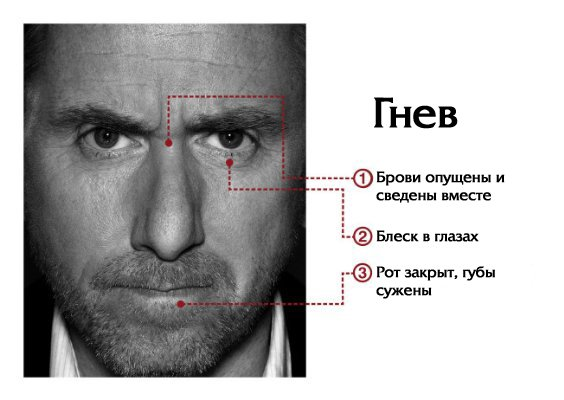 Гнев
1 Брови опущены и
сведены вместе
2 Блеск в глазах
3 Рот закрыт, губы
сужены